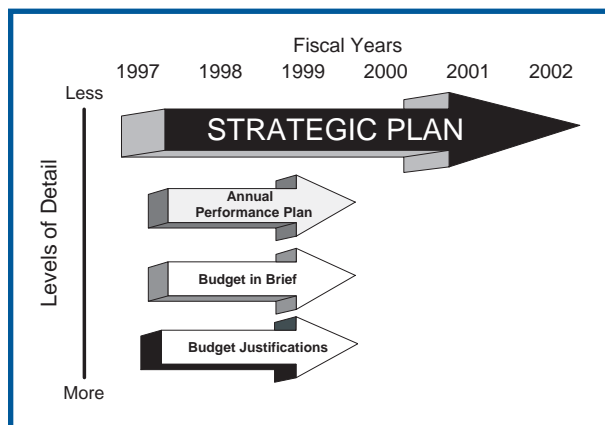 Fiscal Years
1997 1998 1999 2000 2001 2002
Less
STRATEGIC PLAN
Levels of Detail
Annual
Performance Plan
Budget in Brief
Budget Justifications
More